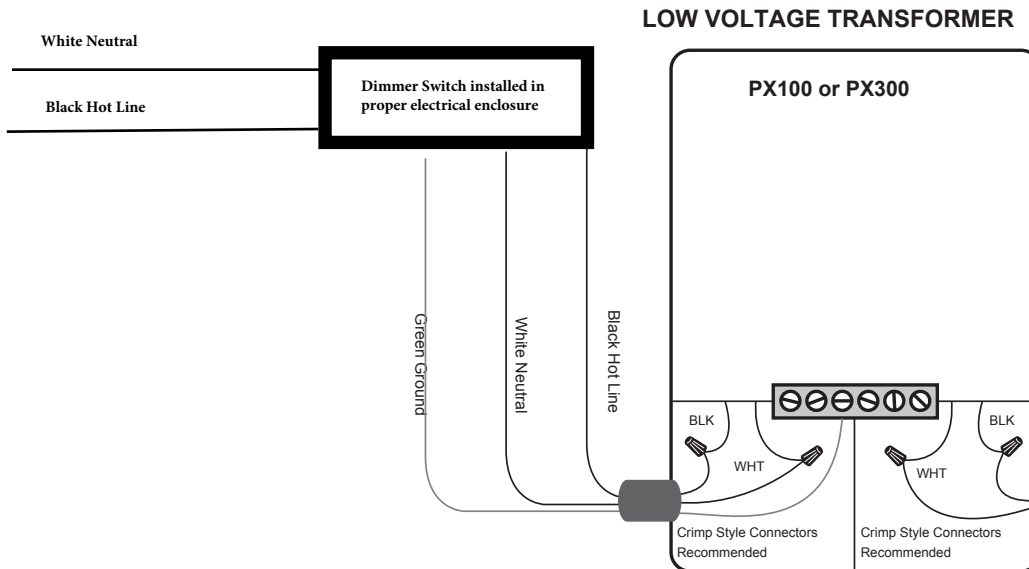 LOW VOLTAGE TRANSFORMER
White Neutral
Black Hot Line
Dimmer Switch installed in
proper electrical enclosure
PX100 or PX300
Green Ground
White Neutral
Black Hot Line
BLK
WHT
BLK
WHT
Crimp Style Connectors
Recommended
Crimp Style Connectors
Recommended